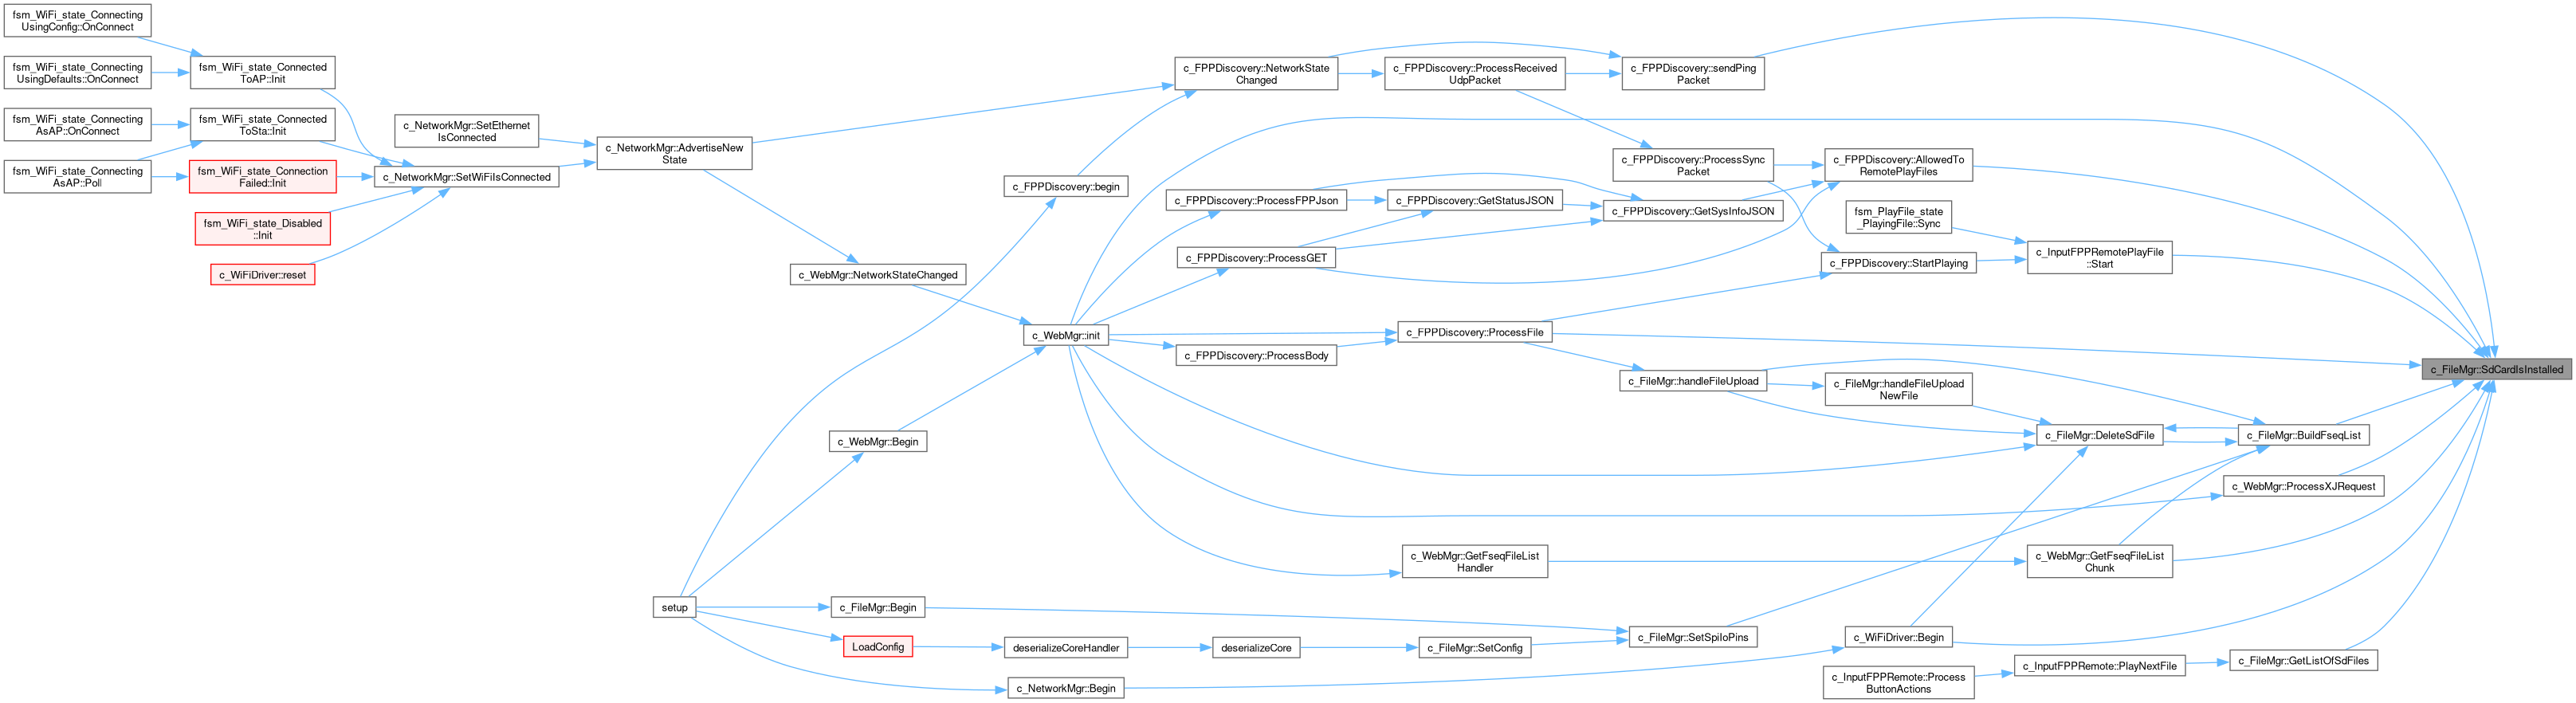 fsm_WiFi_state_Connecting
UsingConfig::OnConnect
fsm_WiFi_state_Connecting
UsingDefaults::OnConnect
fsm_WiFi_state_Connecting
AsAP::OnConnect
fsm_WiFi_state_Connecting
AsAP::Poll
fsm_WiFi_state_Connected
ToAP::Init
fsm_WiFi_state_Connected
ToSta::Init
fsm_WiFi_state_Connection
Failed::Init
fsm_WiFi_state_Disabled
::Init
c_WiFiDriver::reset
c_NetworkMgr::SetEthernet
IsConnected
c_NetworkMgr::SetWiFiIsConnected
c_NetworkMgr::AdvertiseNew
State
c_WebMgr::NetworkStateChanged
setup
c_WebMgr::Begin
c_FileMgr::Begin
LoadConfig
c_FPPDiscovery::begin
c_WebMgr::init
deserializeCoreHandler
c_NetworkMgr::Begin
c_FPPDiscovery::NetworkState
Changed
c_FPPDiscovery::ProcessFPPJson
c_FPPDiscovery::ProcessGET
c_FPPDiscovery::ProcessBody
deserializeCore
c_FPPDiscovery::ProcessReceived
UdpPacket
c_FPPDiscovery::GetStatusJSON
c_FPPDiscovery::ProcessFile
c_WebMgr::GetFseqFileList
Handler
c_FileMgr::SetConfig
c_FPPDiscovery::sendPing
Packet
c_FPPDiscovery::ProcessSync
Packet
c_FPPDiscovery::GetSysInfoJSON
c_FileMgr::handleFileUpload
c_FileMgr::SetSpiIoPins
c_FPPDiscovery::AllowedTo
RemotePlayFiles
fsm_PlayFile_state
_PlayingFile::Sync
c_FPPDiscovery::StartPlaying
c_FileMgr::handleFileUpload
NewFile
c_WiFiDriver::Begin
c_InputFPPRemote::Process
ButtonActions
c_InputFPPRemotePlayFile
::Start
c_FileMgr::DeleteSdFile
c_WebMgr::GetFseqFileList
Chunk
c_InputFPPRemote::PlayNextFile
c_FileMgr::BuildFseqList
c_WebMgr::ProcessXJRequest
c_FileMgr::GetListOfSdFiles
c_FileMgr::SdCardIsInstalled